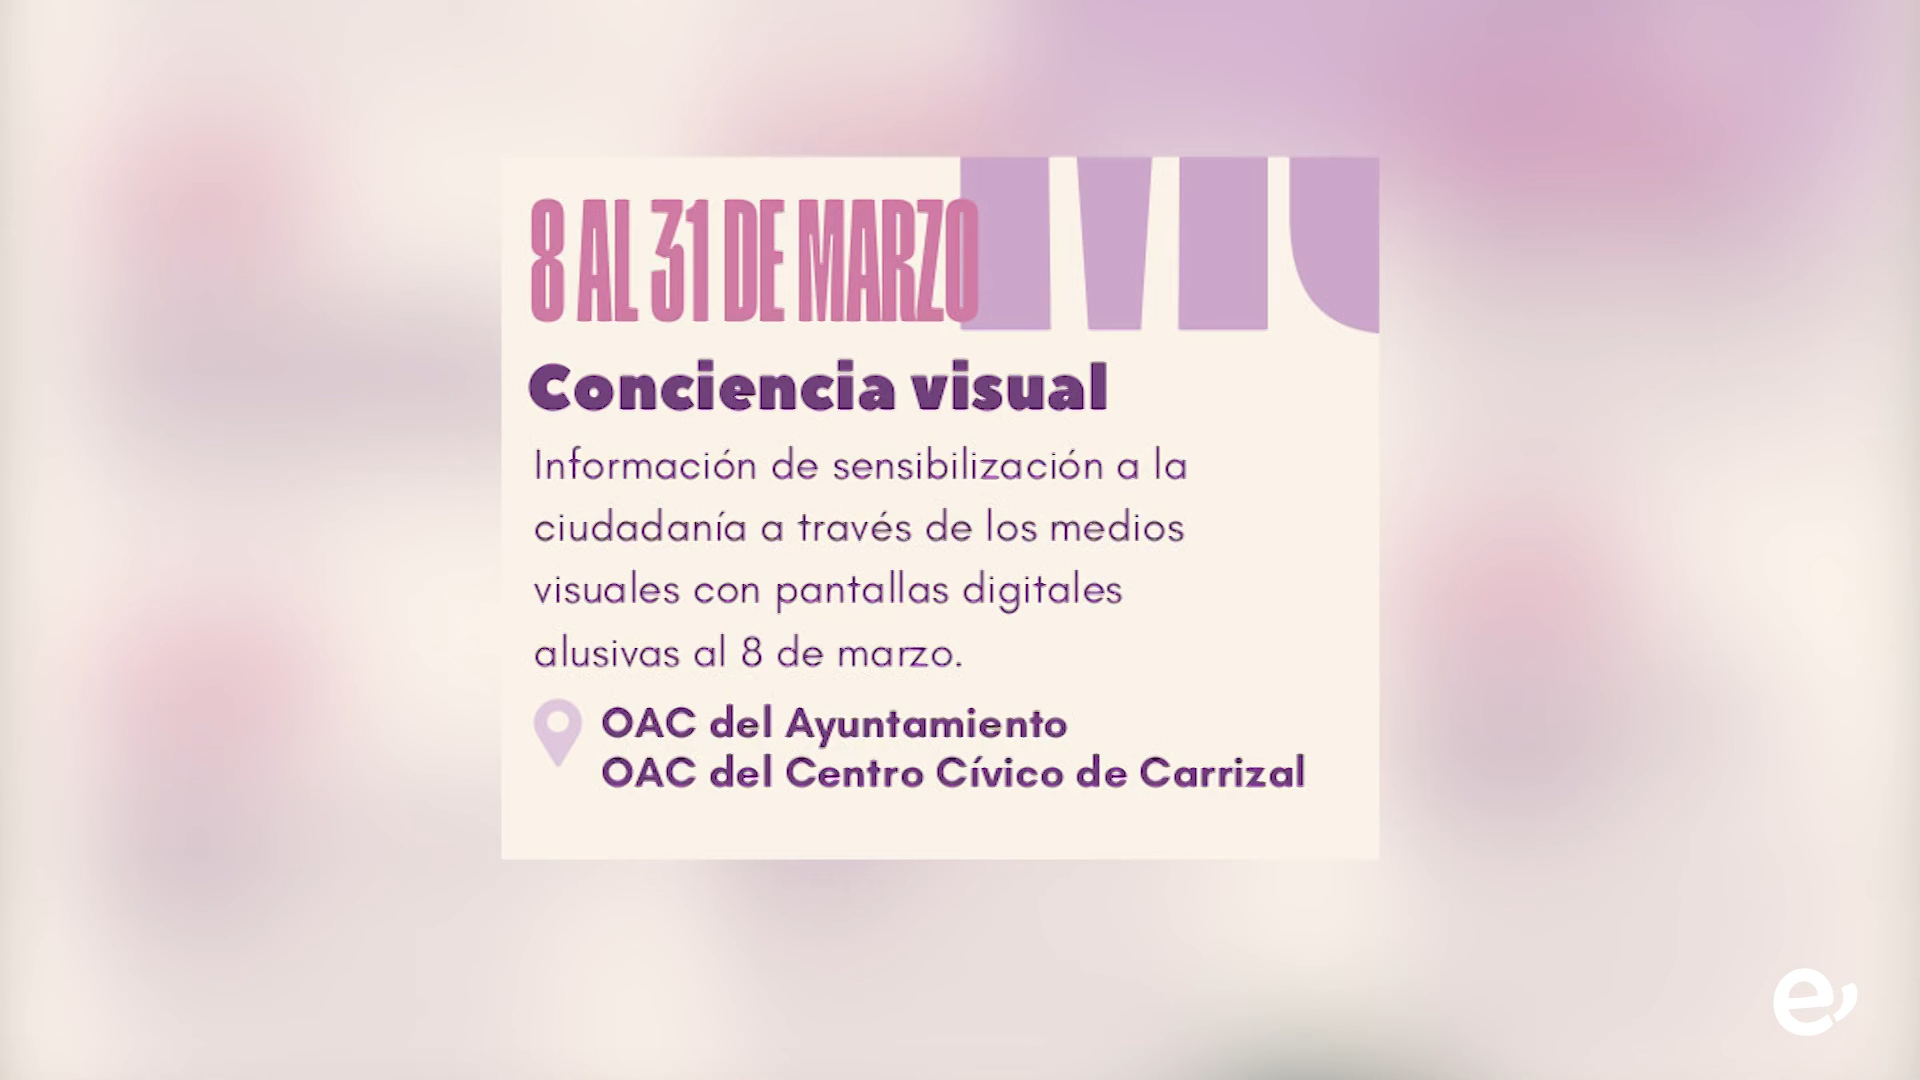 8 AL 31 DE MARZO
Conciencia visual
Información de sensibilización a la
ciudadanía a través de los medios
visuales con pantallas digitales
alusivas al 8 de marzo.
OAC del Ayuntamiento
OAC del Centro Cívico de Carrizal